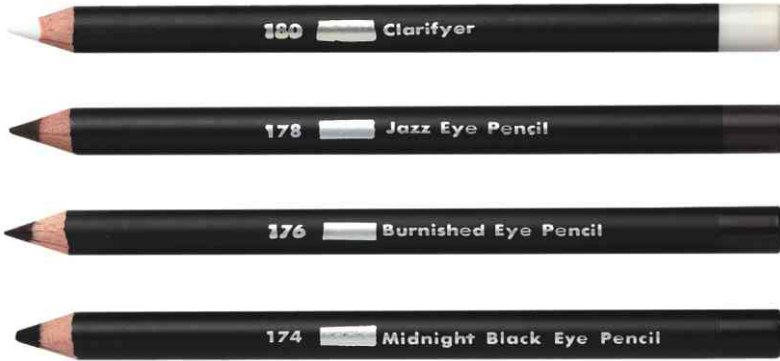 180 Clarifyer
178 Jazz Eye Pencil
176 Burnished Eye Pencil
174 Midnight Black Eye Pencil